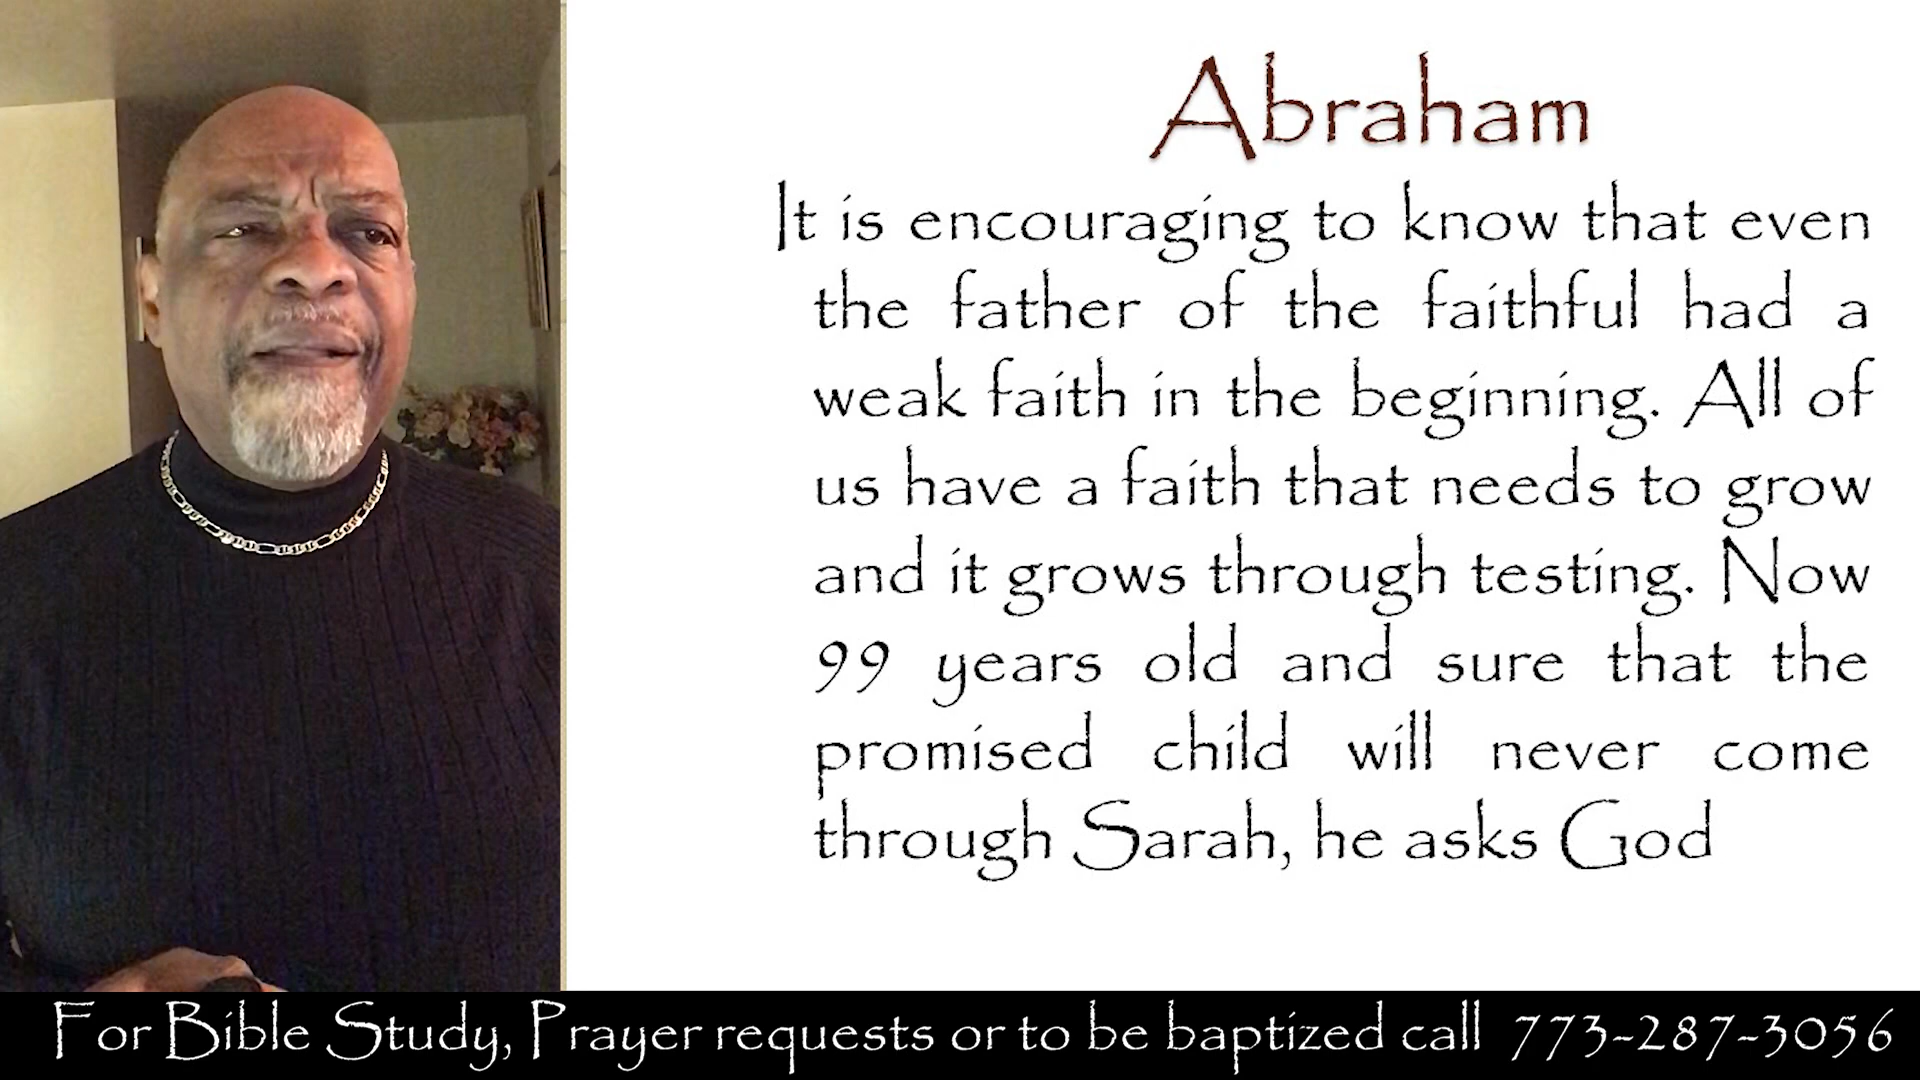 Abraham
It is encouraging to know that even
the father of the faithful had a
weak faith in the beginning. All of
us have a faith that needs to grow
and it grows through testing. Now
99 years old and sure that the
promised child will never come
through Sarah, he asks God
For Bible Study, Prayer requests or to be baptized call 773-287-3056